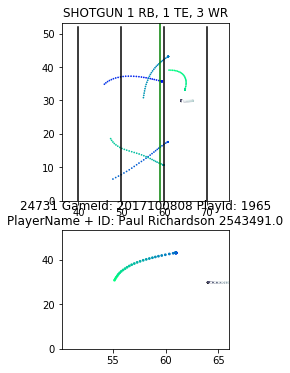 SHOTGUN 1 RB, 1 TE, 3 WR
50
40
30
20
10
0
40 50 60 70
24731 GameId: 2017100808 PlayId: 1965
PlayerName + ID: Paul Richardson 2543491.0
40
20
0
55 60 65